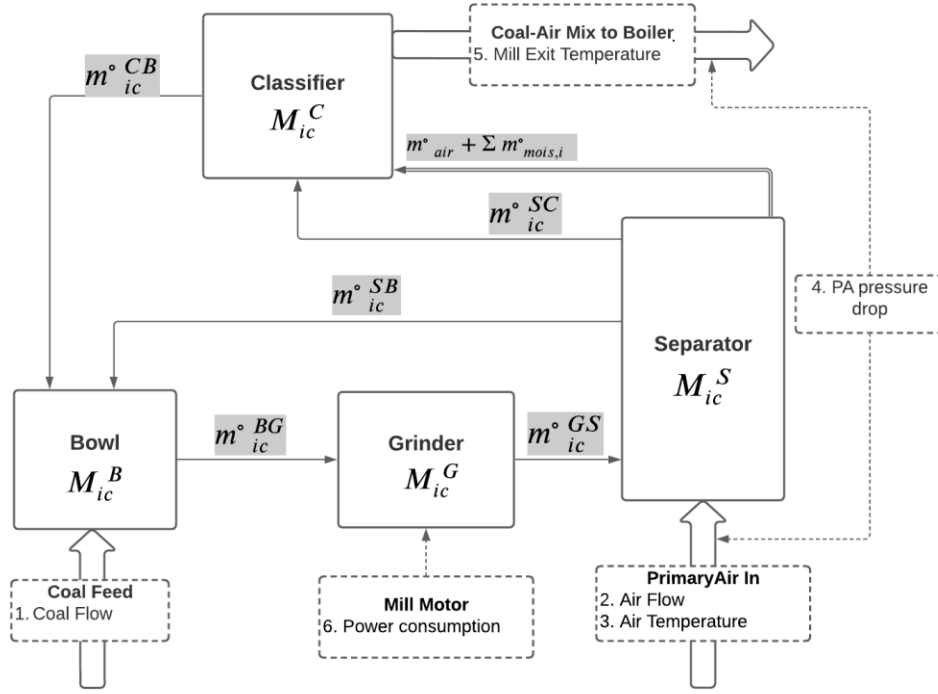 Coal-Air Mix to Boiler.
5. Mill Exit Temperature
m° ic CB
Classifier
M ic C
m° air + Σ m° mois,i
m° ic SC
m° ic SB
4. PA pressure
drop
Separator
M ic S
Bowl
M ic B
m° ic BG
Grinder
M ic G
m° ic GS
Coal Feed
1. Coal Flow
Mill Motor
6. Power consumption
PrimaryAir In
2. Air Flow
3. Air Temperature